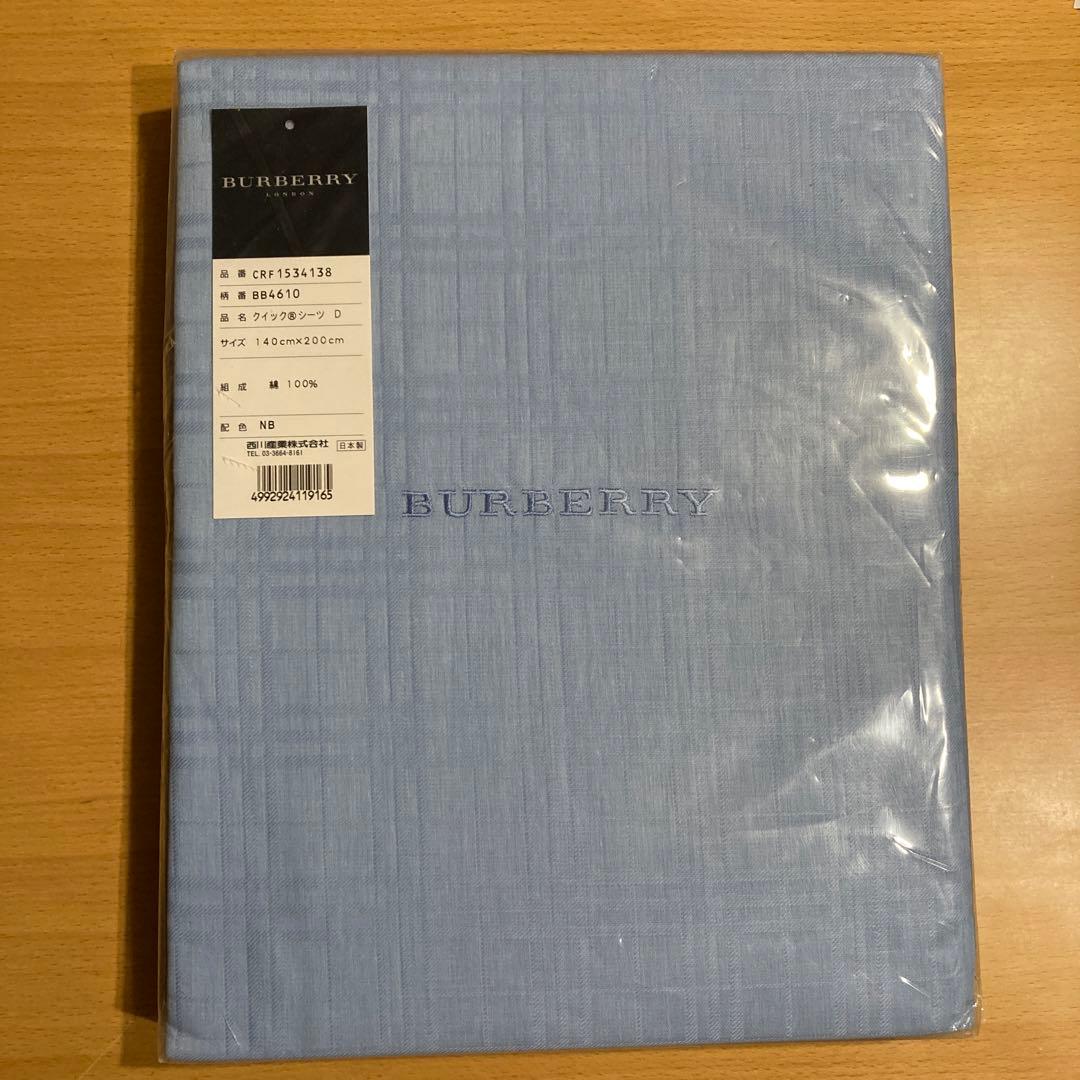 BURBERRY
LONDON
品番 CRF1534138
柄番 BB4610
品名 クイック®シーツ D
サイズ 140cm×200cm
組成 綿 100%
配色 NB
西川産業株式会社 日本製
TEL. 03-3664-8161
4992924119165
BURBERRY